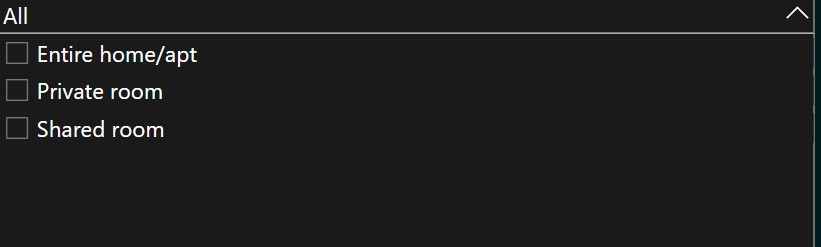 All
Entire home/apt
Private room
Shared room